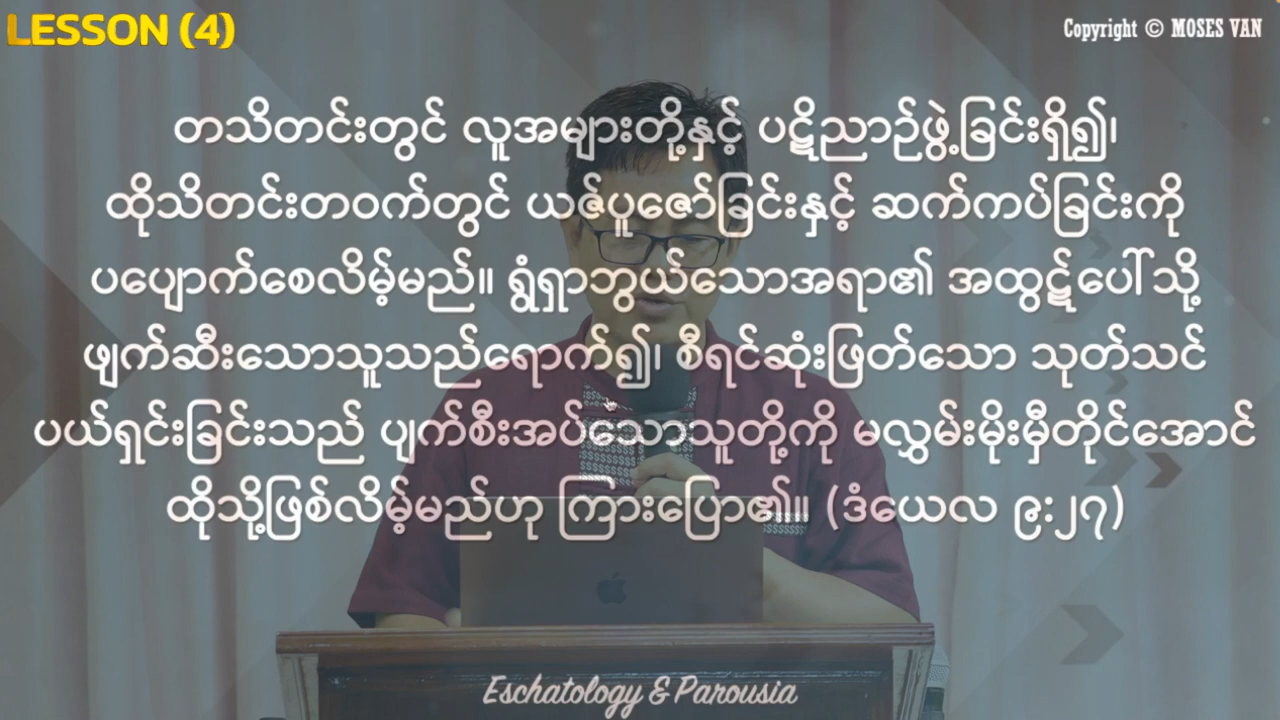 LESSON (4)
Copyright © MOSES VAN
တသိတင်းတွင် လူအများတို့နှင့် ပဋိညာဉ်ဖွဲ့ခြင်းရှိ၍၊
ထိုသိတင်းတဝက်တွင် ယဇ်ပူဇော်ခြင်းနှင့် ဆက်ကပ်ခြင်းကို
ပပျောက်စေလိမ့်မည်။ ရွံရှာဘွယ်သောအရာ၏ အထွဋ်ပေါ်သို့
ဖျက်ဆီးသောသူသည်ရောက်၍၊ စီရင်ဆုံးဖြတ်သော သုတ်သင်
ပယ်ရှင်းခြင်းသည် ပျက်စီးအပ်သောသူတို့ကို မလွှမ်းမိုးမှီတိုင်အောင်
ထိုသို့ဖြစ်လိမ့်မည်ဟု ကြားပြော၏။ (ဒံယေလ ၉:၂၇)
Eschatology & Parousia